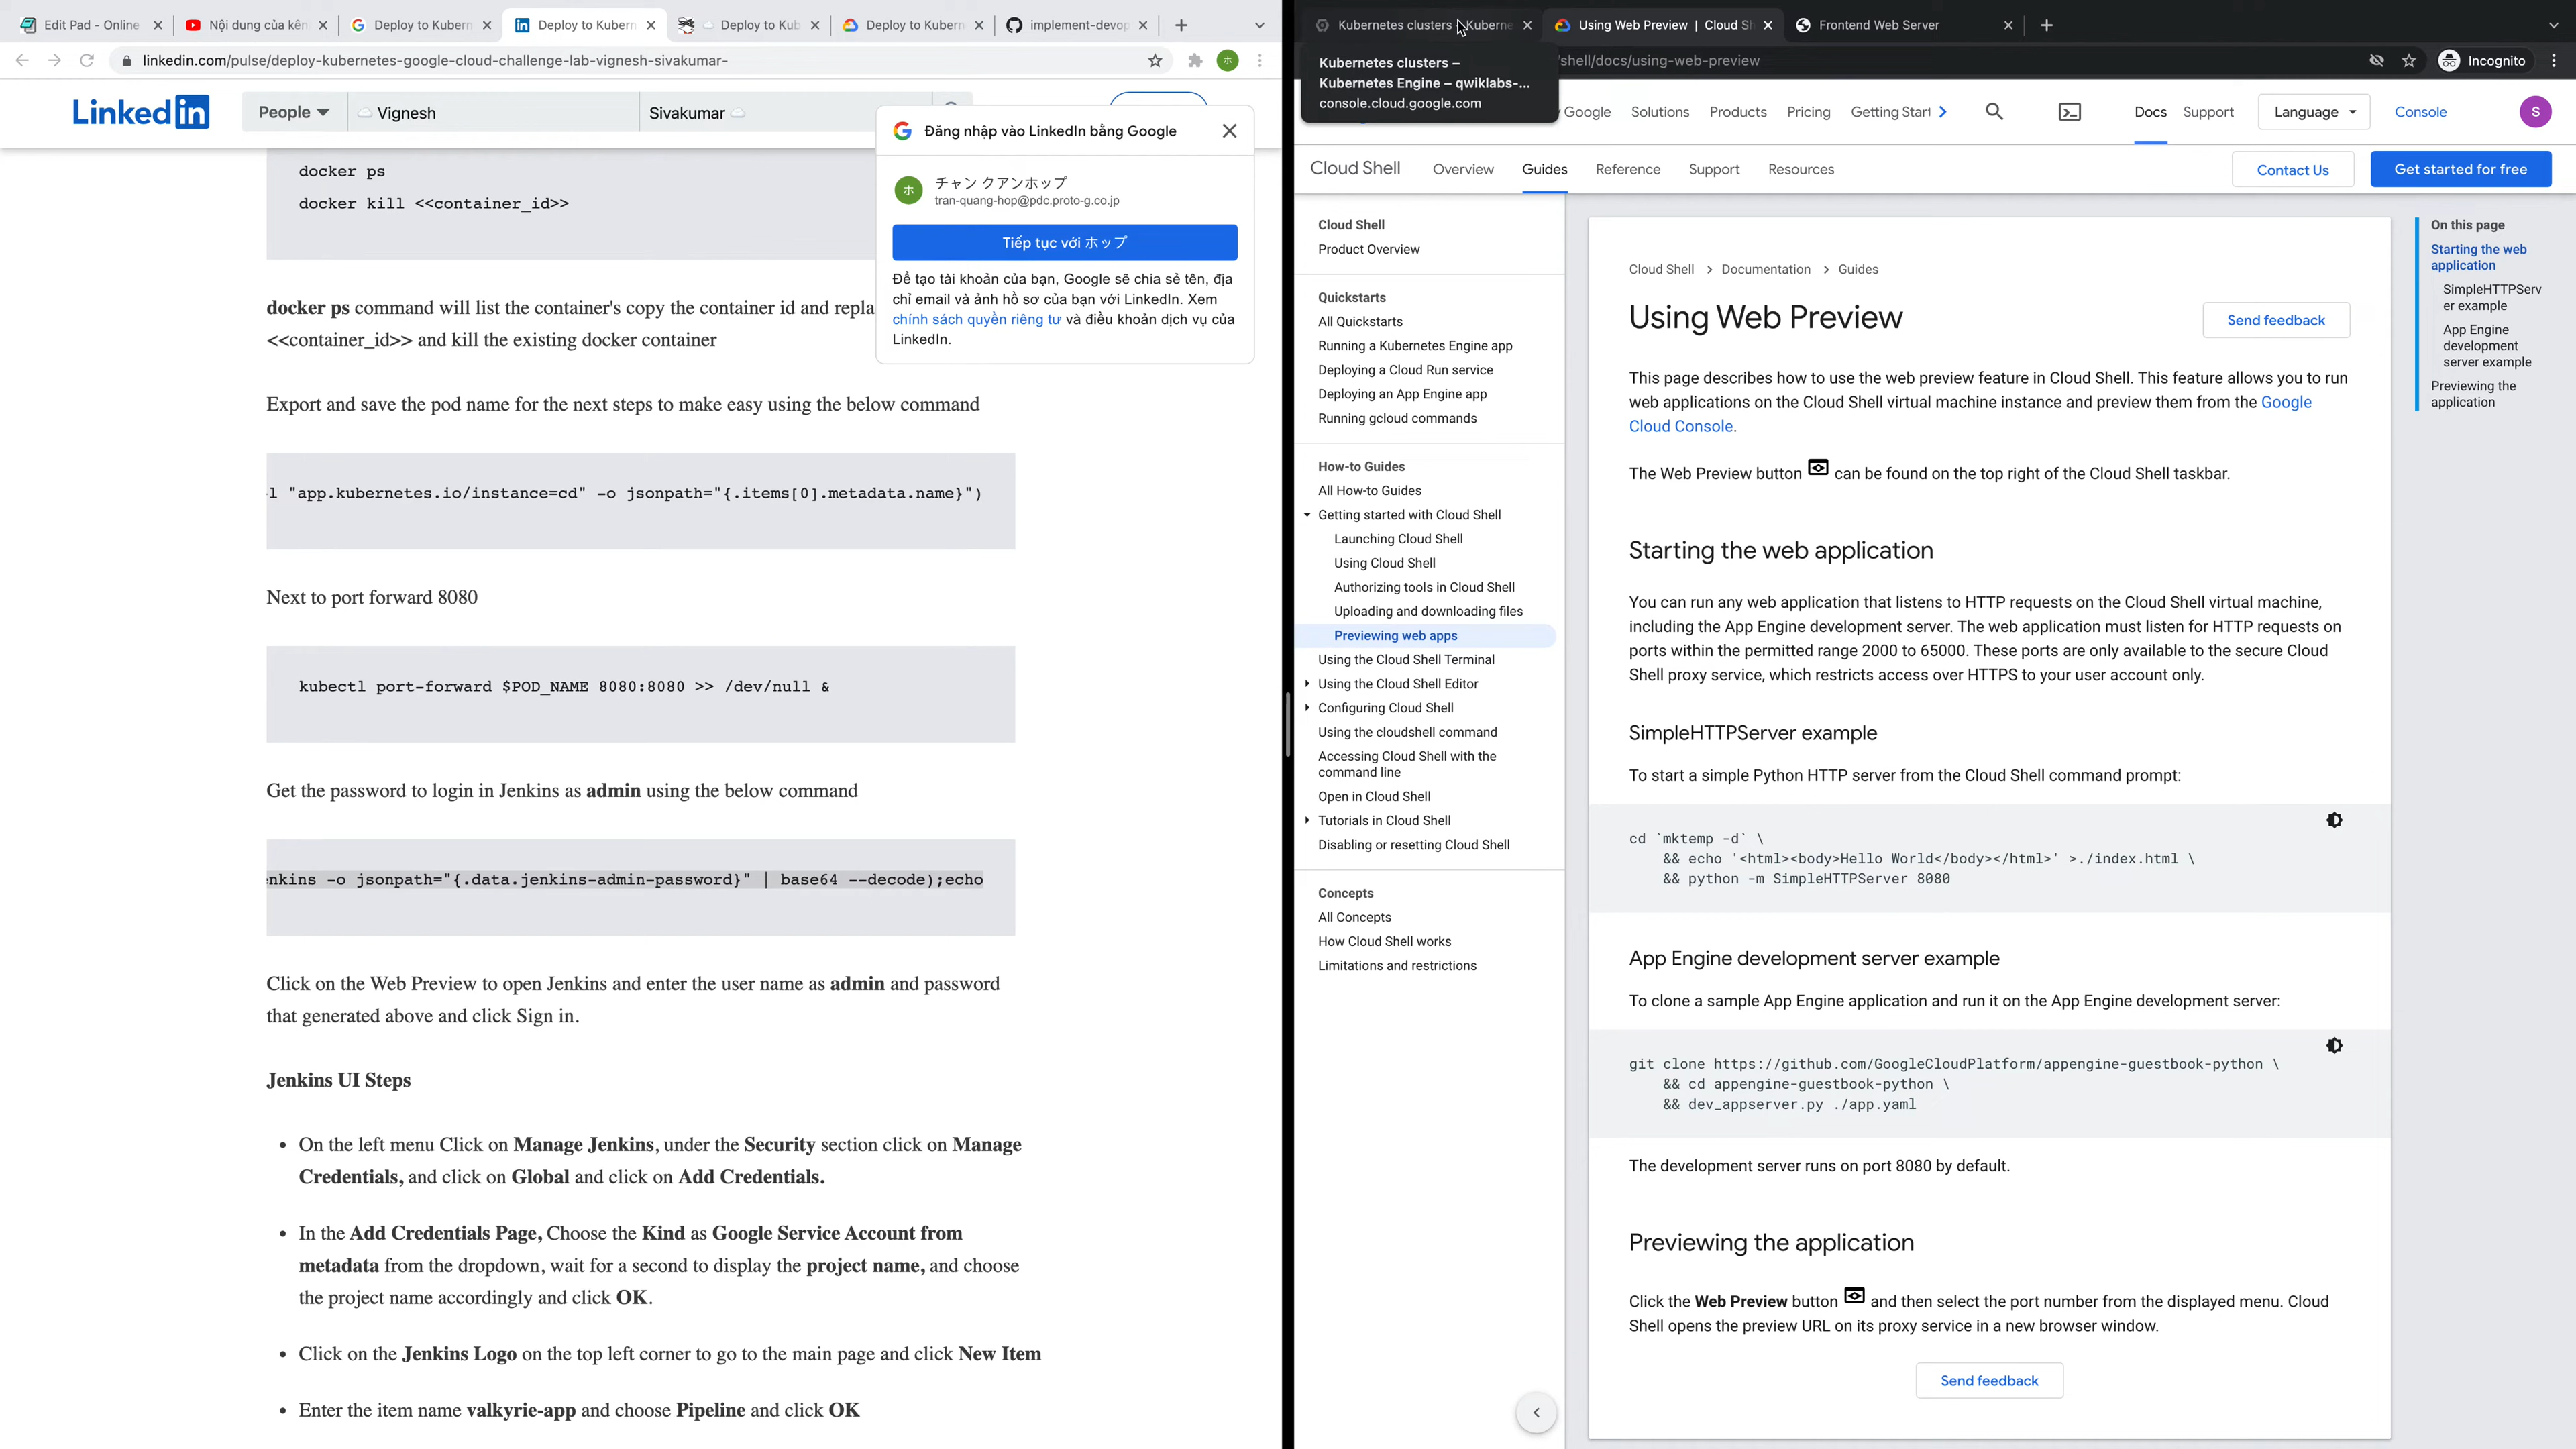 Edit Pad - Online
Nội dung của kên
Deploy to Kubern
Deploy to Kubern
Deploy to Kub
Deploy to Kubern
implement-devop
linkedin.com/pulse/deploy-kubernetes-google-cloud-challenge-lab-vignesh-sivakumar-
ホ
LinkedIn
People
Vignesh
Sivakumar
docker ps
docker kill <<container_id>>
Đăng nhập vào LinkedIn bằng Google
ホ
チャン クアンホップ
tran-quang-hop@pdc.proto-g.co.jp
Tiếp tục với ホップ
Để tạo tài khoản của bạn, Google sẽ chia sẻ tên, địa
chỉ email và ảnh hồ sơ của bạn với LinkedIn. Xem
chính sách quyền riêng tư và điều khoản dịch vụ của
LinkedIn.
docker ps command will list the container's copy the container id and repla
<<container_id>> and kill the existing docker container
Export and save the pod name for the next steps to make easy using the below command
l "app.kubernetes.io/instance=cd" -o jsonpath="{.items[0].metadata.name}")
Next to port forward 8080
kubectl port-forward $POD_NAME 8080:8080 >> /dev/null &
Get the password to login in Jenkins as admin using the below command
nkins -o jsonpath="{.data.jenkins-admin-password}" | base64 --decode);echo
Click on the Web Preview to open Jenkins and enter the user name as admin and password
that generated above and click Sign in.
Jenkins UI Steps
• On the left menu Click on Manage Jenkins, under the Security section click on Manage
Credentials, and click on Global and click on Add Credentials.
• In the Add Credentials Page, Choose the Kind as Google Service Account from
metadata from the dropdown, wait for a second to display the project name, and choose
the project name accordingly and click OK.
• Click on the Jenkins Logo on the top left corner to go to the main page and click New Item
• Enter the item name valkyrie-app and choose Pipeline and click OK
Kubernetes clusters – Kuberne
Using Web Preview | Cloud Sh
Frontend Web Server
Kubernetes clusters –
Kubernetes Engine – qwiklabs-...
console.cloud.google.com
/shell/docs/using-web-preview
Incognito
Google
Solutions
Products
Pricing
Getting Start
Docs
Support
Language
Console
S
Cloud Shell
Overview
Guides
Reference
Support
Resources
Contact Us
Get started for free
Cloud Shell
Product Overview
Quickstarts
All Quickstarts
Running a Kubernetes Engine app
Deploying a Cloud Run service
Deploying an App Engine app
Running gcloud commands
How-to Guides
All How-to Guides
Getting started with Cloud Shell
Launching Cloud Shell
Using Cloud Shell
Authorizing tools in Cloud Shell
Uploading and downloading files
Previewing web apps
Using the Cloud Shell Terminal
Using the Cloud Shell Editor
Configuring Cloud Shell
Using the cloudshell command
Accessing Cloud Shell with the
command line
Open in Cloud Shell
Tutorials in Cloud Shell
Disabling or resetting Cloud Shell
Concepts
All Concepts
How Cloud Shell works
Limitations and restrictions
Cloud Shell > Documentation > Guides
Using Web Preview
Send feedback
This page describes how to use the web preview feature in Cloud Shell. This feature allows you to run
web applications on the Cloud Shell virtual machine instance and preview them from the Google
Cloud Console.
The Web Preview button can be found on the top right of the Cloud Shell taskbar.
Starting the web application
You can run any web application that listens to HTTP requests on the Cloud Shell virtual machine,
including the App Engine development server. The web application must listen for HTTP requests on
ports within the permitted range 2000 to 65000. These ports are only available to the secure Cloud
Shell proxy service, which restricts access over HTTPS to your user account only.
SimpleHTTPServer example
To start a simple Python HTTP server from the Cloud Shell command prompt:
cd `mktemp -d` \
&& echo '<html><body>Hello World</body></html>' >./index.html \
&& python -m SimpleHTTPServer 8080
App Engine development server example
To clone a sample App Engine application and run it on the App Engine development server:
git clone https://github.com/GoogleCloudPlatform/appengine-guestbook-python \
&& cd appengine-guestbook-python \
&& dev_appserver.py ./app.yaml
The development server runs on port 8080 by default.
Previewing the application
Click the Web Preview button and then select the port number from the displayed menu. Cloud
Shell opens the preview URL on its proxy service in a new browser window.
Send feedback
On this page
Starting the web
application
SimpleHTTPServ
er example
App Engine
development
server example
Previewing the
application